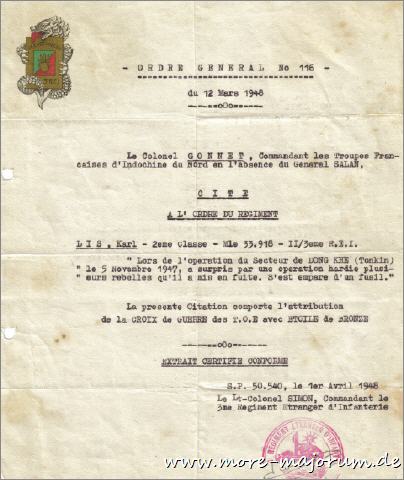 - ORDRE GENERAL No 116 -
du 12 Mars 1948
-----oOo-----
Le Colonel GONNET, Commandant les Troupes Fran-
caises d'Indochine du Nord en l'absence du General SALAN,
CITE
A L'ORDRE DU REGIMENT
LIS, Karl - 2eme Classe - Mle 33.918 - II/3eme R.E.I.
" Lors de l'operation du Secteur de DONG KHE (Tonkin)
" le 5 Novembre 1947, a surpris par une operation hardie plusi-
" eurs rebelles qu'il a mis en fuite. S'est empare d'un fusil."
La presente Citation comporte l'attribution
de la CROIX de GUERRE des T.O.E avec ETOILE de BRONZE
-----oOo-----
EXTRAIT CERTIFIE CONFORME
S.P. 50.540, le 1er Avril 1948
Le Lt-Colonel SIMON, Commandant le
3me Regiment Etranger d'Infanterie
REGIMENT ETRANGER
www.more-majorum.de